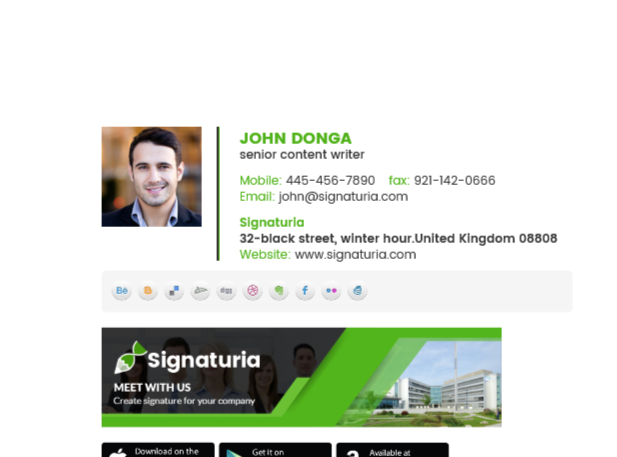 JOHN DONGA
senior content writer
Mobile: 445-456-7890 fax: 921-142-0666
Email: john@signaturia.com
Signaturia
32-black street, winter hour.United Kingdom 08808
Website: www.signaturia.com
Bē
digg
Signaturia
MEET WITH US
Create signature for your company
Download on the
Get it on
Available at